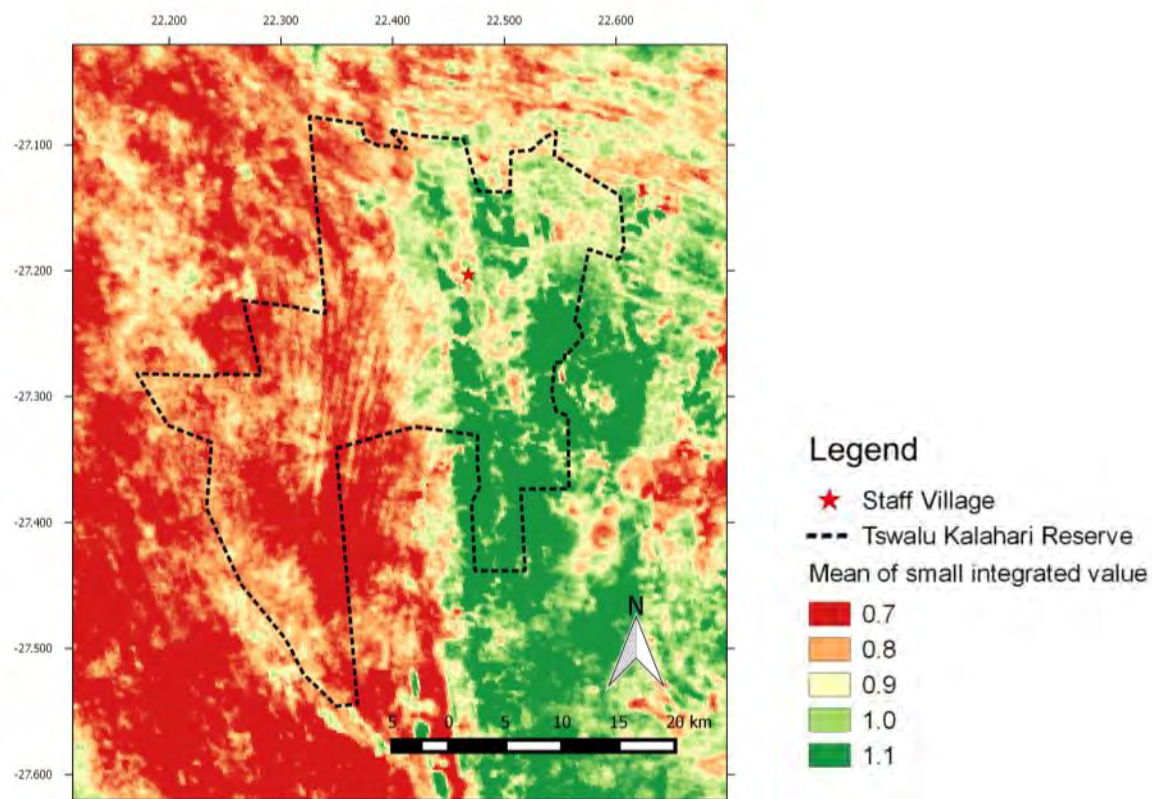 22.200 22.300 22.400 22.500 22.600
-27.100
-27.200
-27.300
-27.400
-27.500
-27.600
N
5 0 5 10 15 20 km
Legend
Staff Village
Tswalu Kalahari Reserve
Mean of small integrated value
0.7
0.8
0.9
1.0
1.1